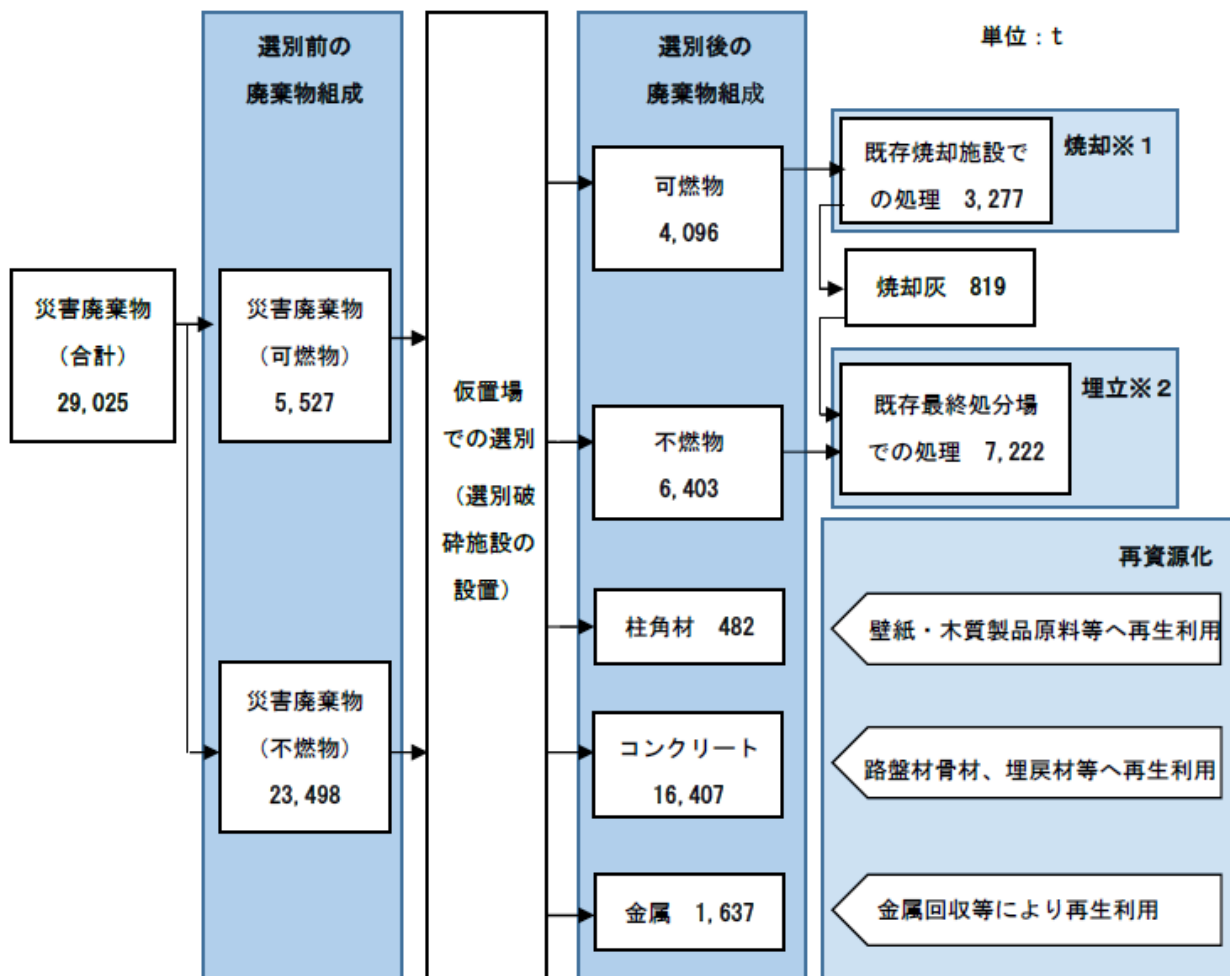 選別前の
廃棄物組成
選別後の
廃棄物組成
単位:t
災害廃棄物
(合計)
29,025
災害廃棄物
(可燃物)
5,527
災害廃棄物
(不燃物)
23,498
仮置場
での選別
(選別破
砕施設の
設置)
可燃物
4,096
不燃物
6,403
柱角材 482
コンクリート
16,407
金属 1,637
焼却※1
既存焼却施設で
の処理 3,277
焼却灰 819
埋立※2
既存最終処分場
での処理 7,222
再資源化
壁紙・木質製品原料等へ再生利用
路盤材骨材、埋戻材等へ再生利用
金属回収等により再生利用